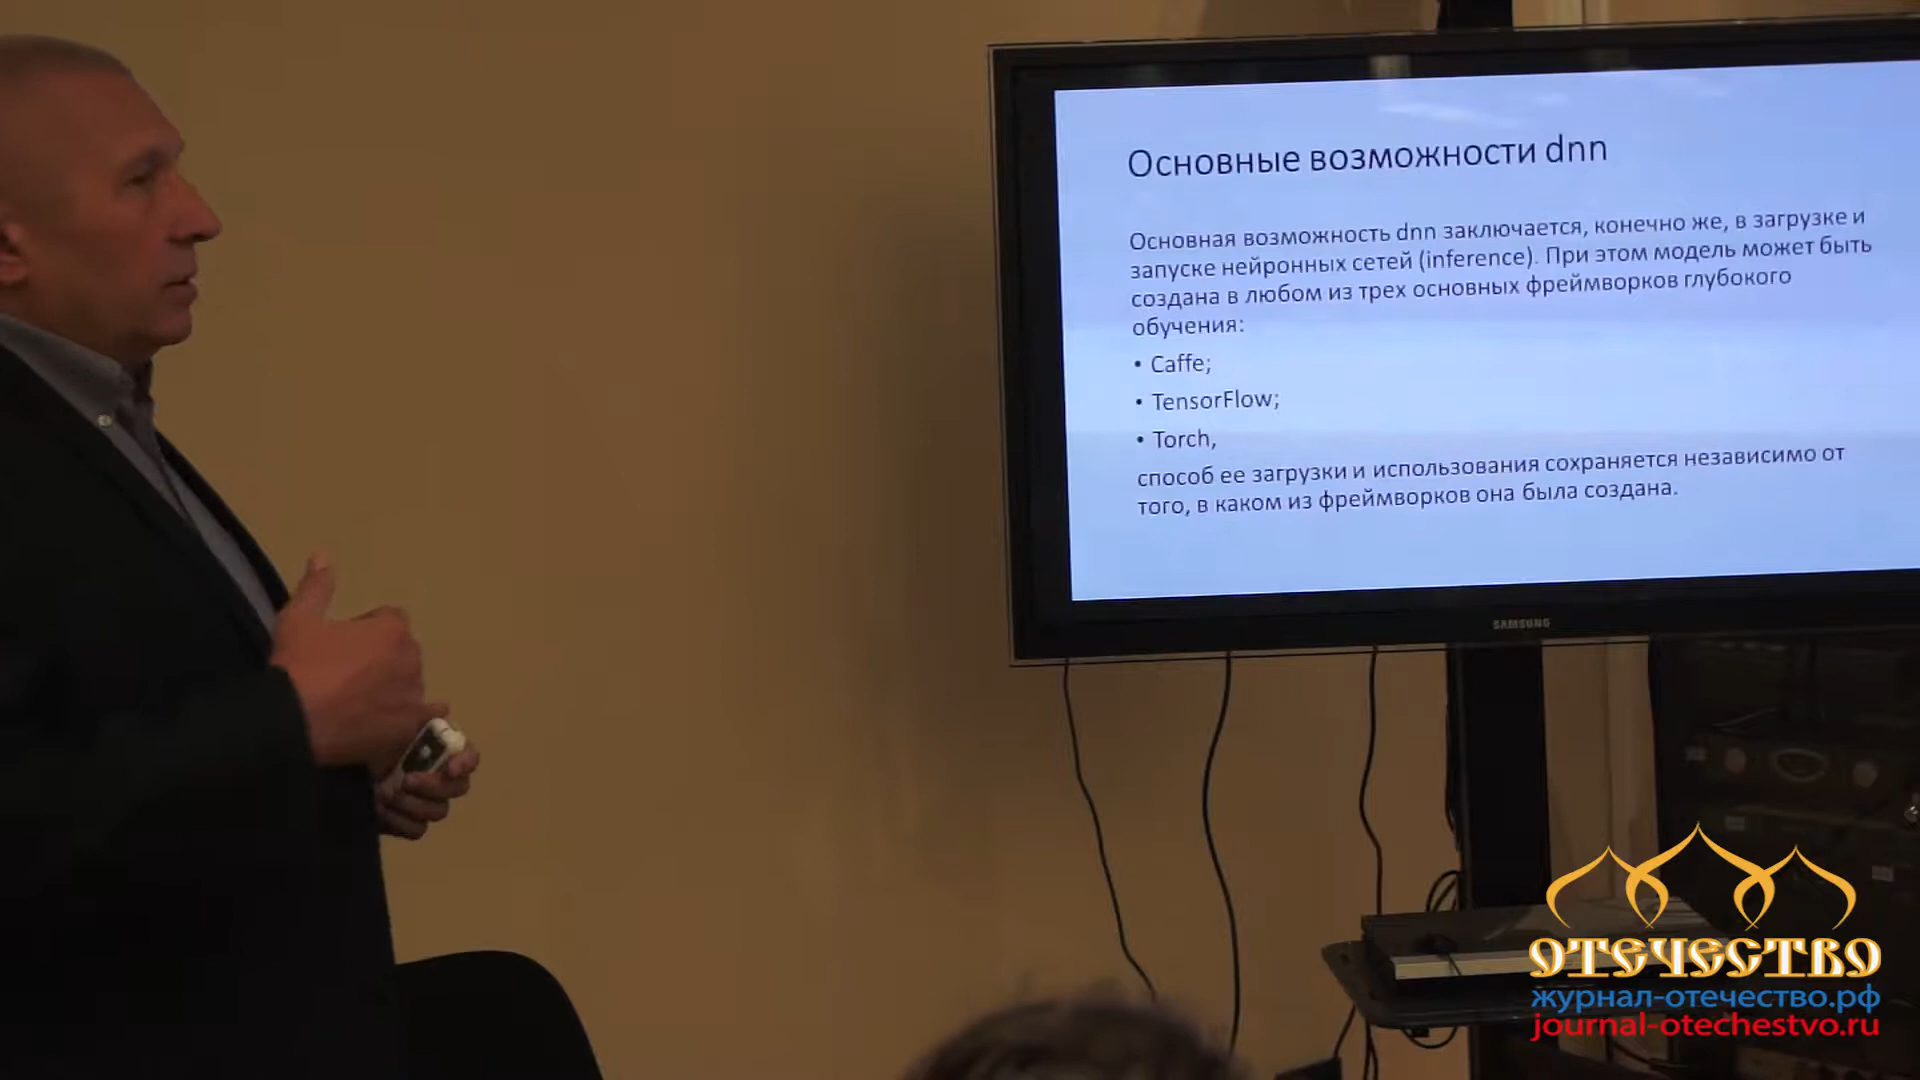 Основные возможности dnn
Основная возможность dnn заключается, конечно же, в загрузке и
запуске нейронных сетей (inference). При этом модель может быть
создана в любом из трех основных фреймворков глубокого
обучения:
• Caffe;
• TensorFlow;
• Torch,
способ ее загрузки и использования сохраняется независимо от
того, в каком из фреймворков она была создана.
SAMSUNG
ОТЕЧЕСТВО
журнал-отечество.рф
journal-otechestvo.ru